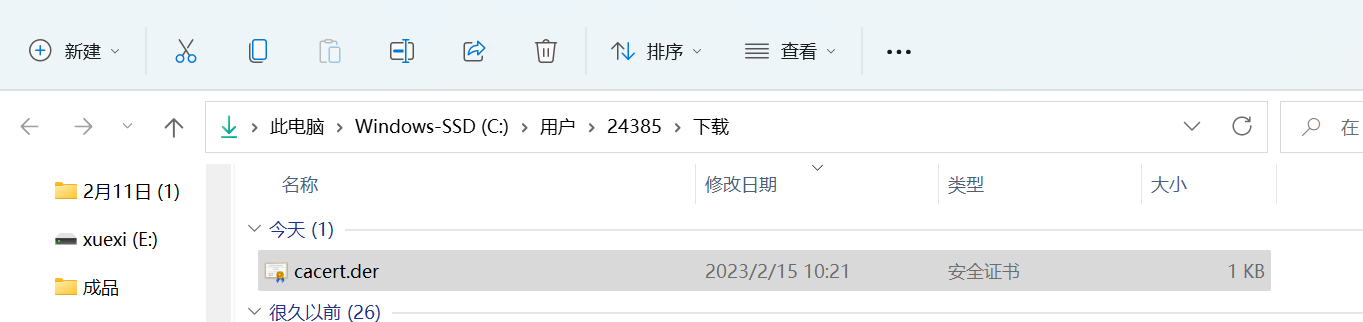 新建 排序 查看
此电脑 Windows-SSD (C:) 用户 24385 下载 在
2月11日 (1)
xuexi (E:)
成品
名称 修改日期 类型 大小
今天 (1)
cacert.der 2023/2/15 10:21 安全证书 1 KB
很久以前 (26)